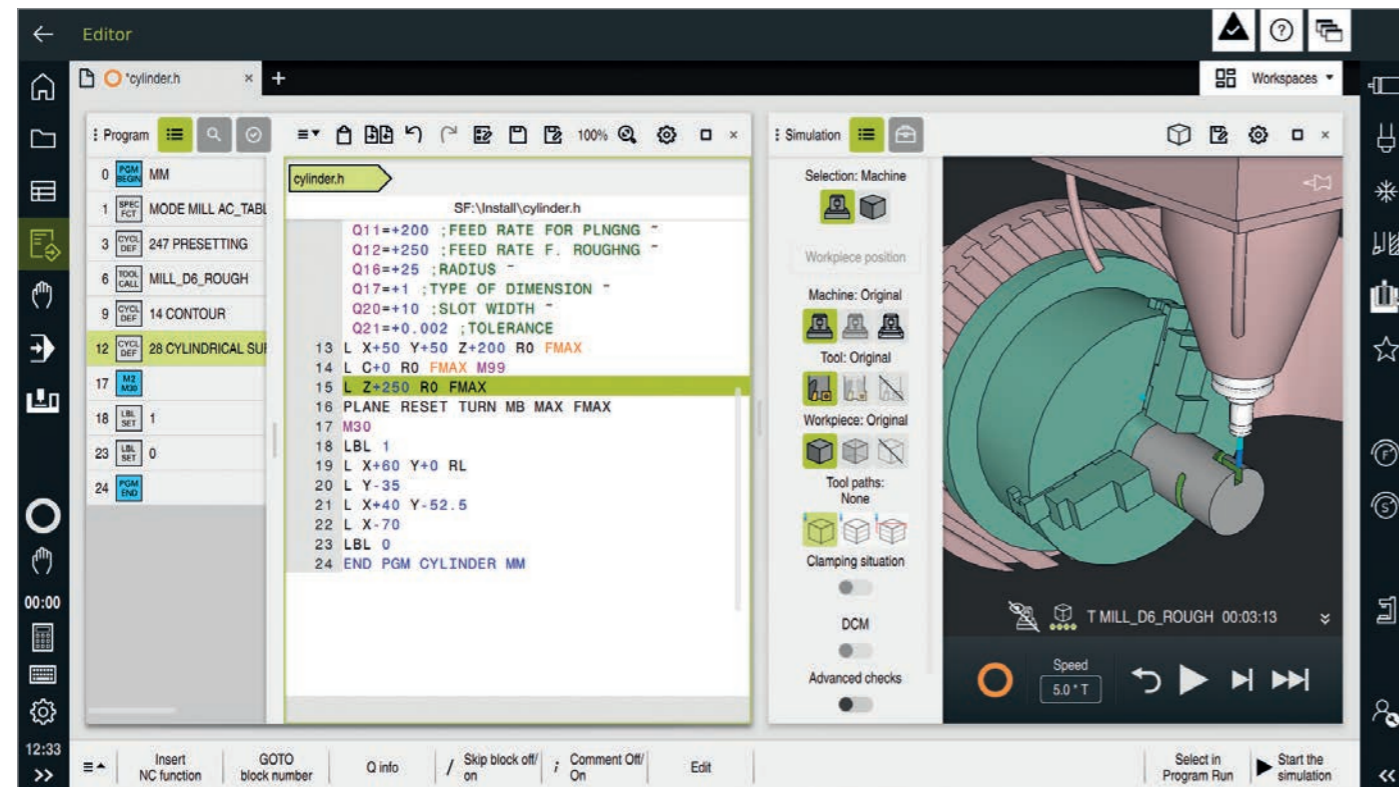 Editor
*cylinder.h × +
Workspaces
Program
100%
×
Simulation
×
0 PGM BEGIN MM
1 SPEC FCT MODE MILL AC_TABL
3 CYCL DEF 247 PRESETTING
6 TOOL CALL MILL_D6_ROUGH
9 CYCL DEF 14 CONTOUR
12 CYCL DEF 28 CYLINDRICAL SUF
17 M2 M30
18 LBL SET 1
23 LBL SET 0
24 PGM END
cylinder.h
SF:\Install\cylinder.h
Q11=+200 ;FEED RATE FOR PLNGNG ~
Q12=+250 ;FEED RATE F. ROUGHNG ~
Q16=+25 ;RADIUS ~
Q17=+1 ;TYPE OF DIMENSION ~
Q20=+10 ;SLOT WIDTH ~
Q21=+0.002 ;TOLERANCE
13 L X+50 Y+50 Z+200 R0 FMAX
14 L C+0 R0 FMAX M99
15 L Z+250 R0 FMAX
16 PLANE RESET TURN MB MAX FMAX
17 M30
18 LBL 1
19 L X+60 Y+0 RL
20 L Y-35
21 L X+40 Y-52.5
22 L X-70
23 LBL 0
24 END PGM CYLINDER MM
Selection: Machine
Workpiece position
Machine: Original
Tool: Original
Workpiece: Original
Tool paths:
None
Clamping situation
DCM
Advanced checks
T MILL_D6_ROUGH 00:03:13
Speed
5.0 * T
F
S
00:00
12:33
Insert
NC function
GOTO
block number
Q info
/ Skip block off/
on
; Comment Off/
On
Edit
Select in
Program Run
Start the
simulation